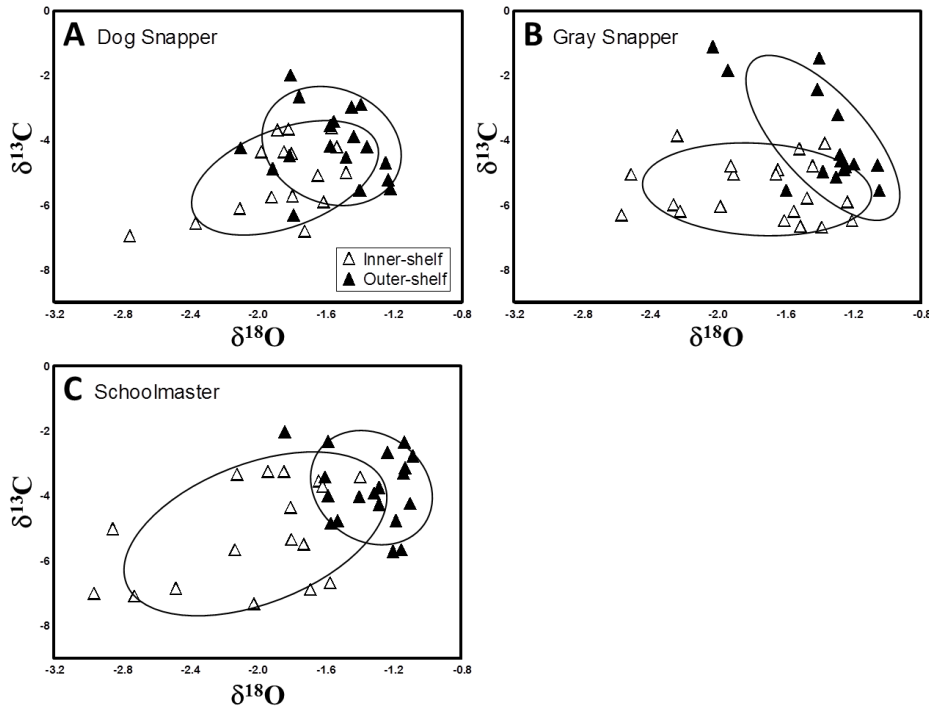 A Dog Snapper
0
-2
-4
-6
-8
δ13C
-3.2 -2.8 -2.4 -2.0 -1.6 -1.2 -0.8
δ18O
Inner-shelf
Outer-shelf
B Gray Snapper
0
-2
-4
-6
-8
δ13C
-3.2 -2.8 -2.4 -2.0 -1.6 -1.2 -0.8
δ18O
C Schoolmaster
0
-2
-4
-6
-8
δ13C
-3.2 -2.8 -2.4 -2.0 -1.6 -1.2 -0.8
δ18O